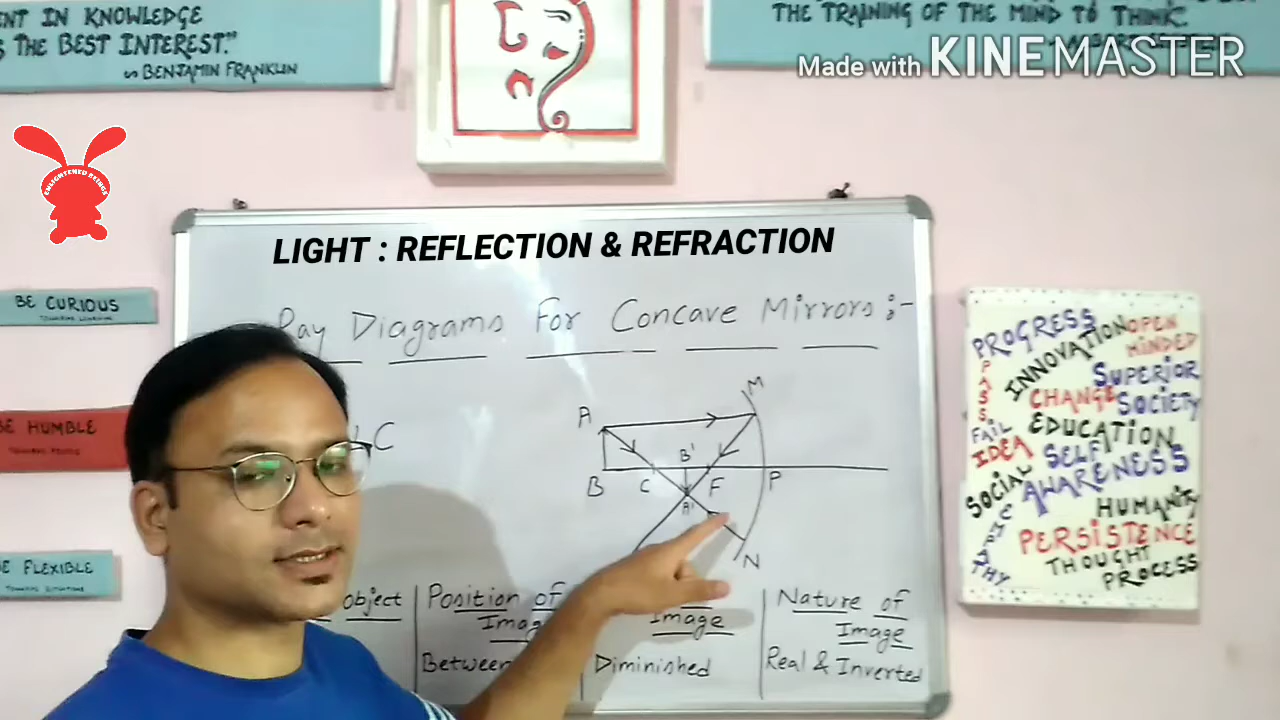 ENT IN KNOWLEDGE
S THE BEST INTEREST."
BENJAMIN FRANKLIN
THE TRAINING OF THE MIND TO THINK
Made with KINEMASTER
ENLIGHTENED BEINGS
LIGHT : REFLECTION & REFRACTION
BE CURIOUS
Ray Diagrams For Concave Mirrors :-
BE HUMBLE
BE FLEXIBLE
C
M
A
B'
B C F P
A'
N
object
Position of
Image
Between
Image
Diminished
Nature of
Image
Real & Inverted
PROGRESS
INNOVATION
OPEN
MINDED
PASS
FAIL
SUPERIOR
SOCIETY
CHANGE
EDUCATION
IDEA
SELF
AWARENESS
SOCIAL
EMPATHY
HUMANITY
PERSISTENCE
THOUGHT
PROCESS